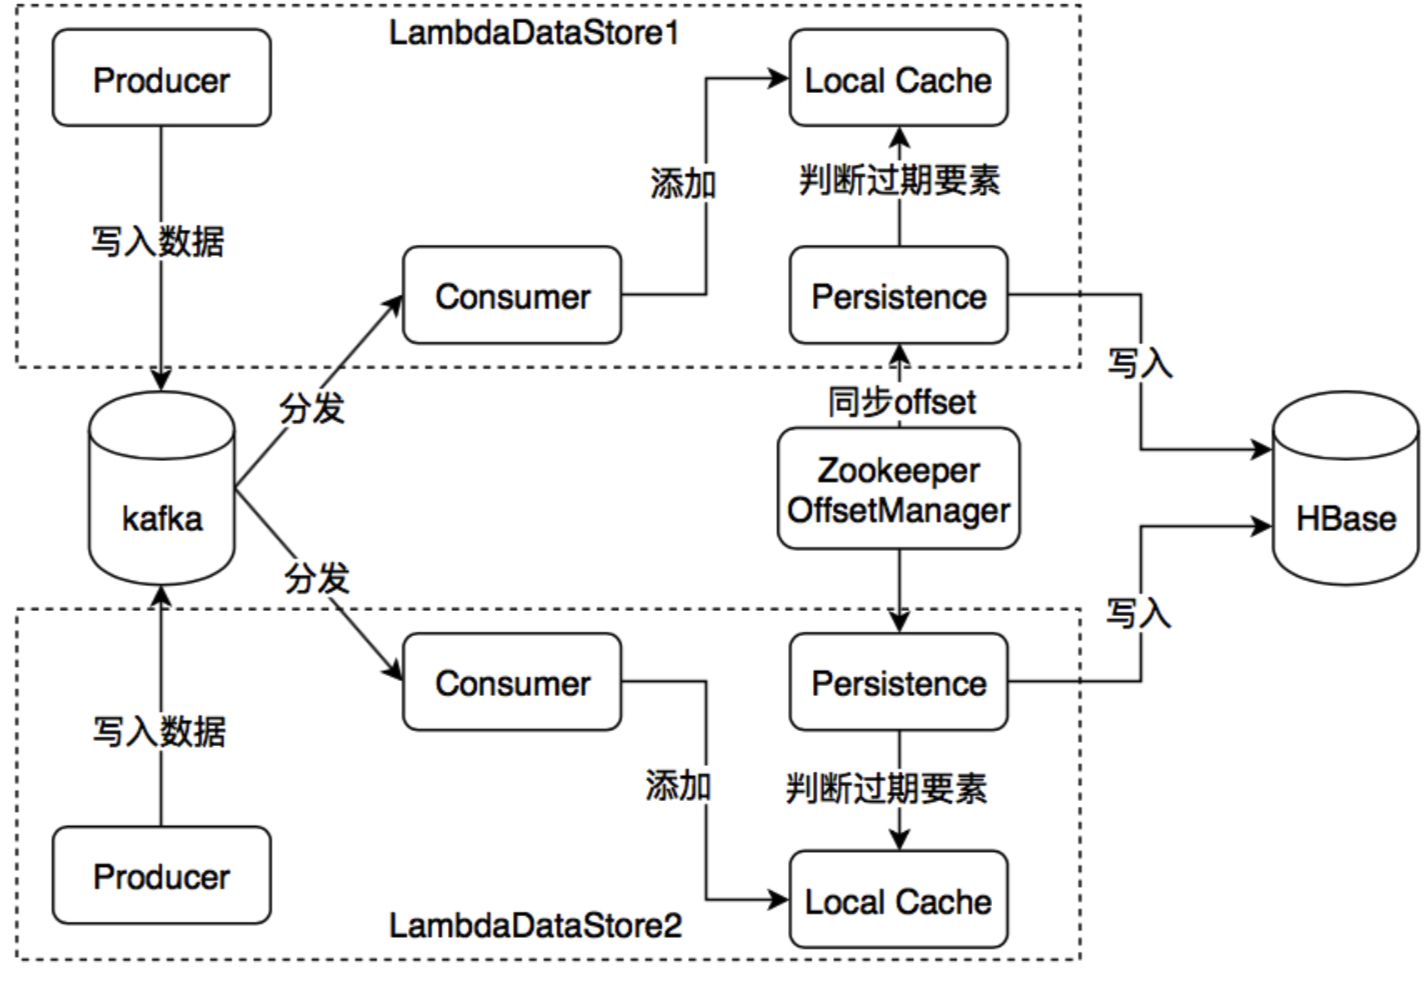 LambdaDataStore1
Producer
Local Cache
添加
判断过期要素
写入数据
Consumer
Persistence
写入
分发
同步offset
Zookeeper
OffsetManager
kafka
HBase
分发
写入
Consumer
Persistence
写入数据
添加
判断过期要素
Producer
Local Cache
LambdaDataStore2